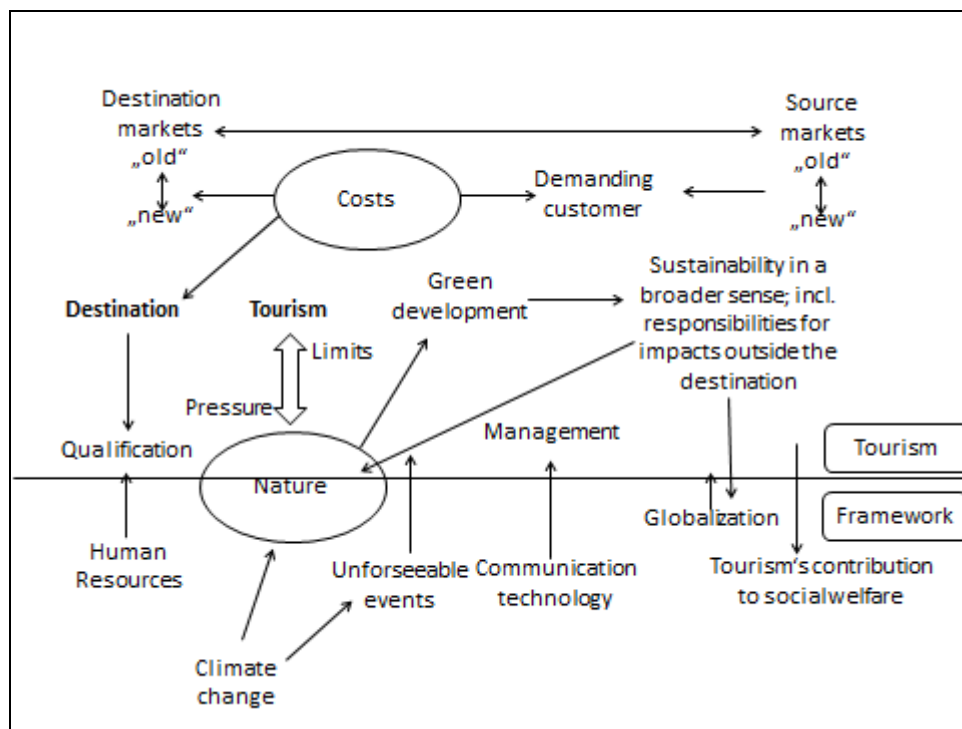 Destination
markets
„old“
„new“
Costs
Demanding
customer
Source
markets
„old“
„new“
Destination
Tourism
Limits
Pressure
Green
development
Sustainability in a
broader sense; incl.
responsibilities for
impacts outside the
destination
Qualification
Nature
Management
Tourism
Globalization
Framework
Human
Resources
Unforseeable
events
Communication
technology
Tourism‘s contribution
to social welfare
Climate
change